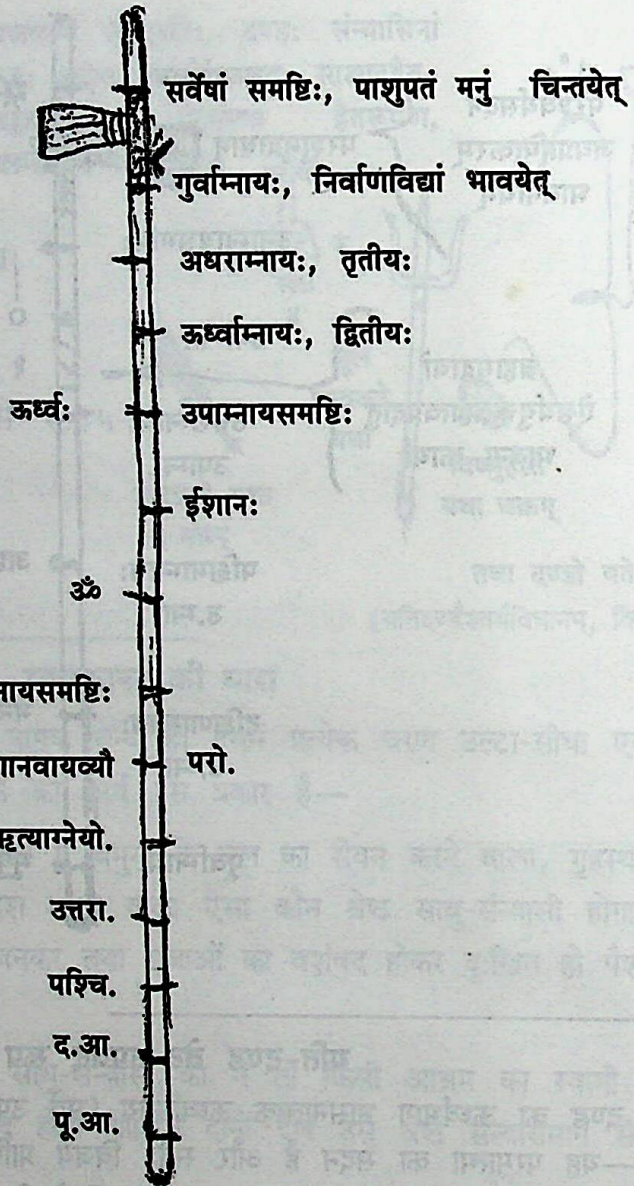 सर्वेषां समष्टिः, पाशुपतं मनुं चिन्तयेत्
गुर्वाम्नायः, निर्वाणविद्यां भावयेत्
अधराम्नायः, तृतीयः
ऊर्ध्वाम्नायः, द्वितीयः
ऊर्ध्वः उपाम्नायसमष्टिः
ईशानः
ॐ
नायसमष्टिः
ानवायव्यौ परो.
ऋत्याग्नेयो.
उत्तरा.
पश्चि.
द.आ.
पू.आ.